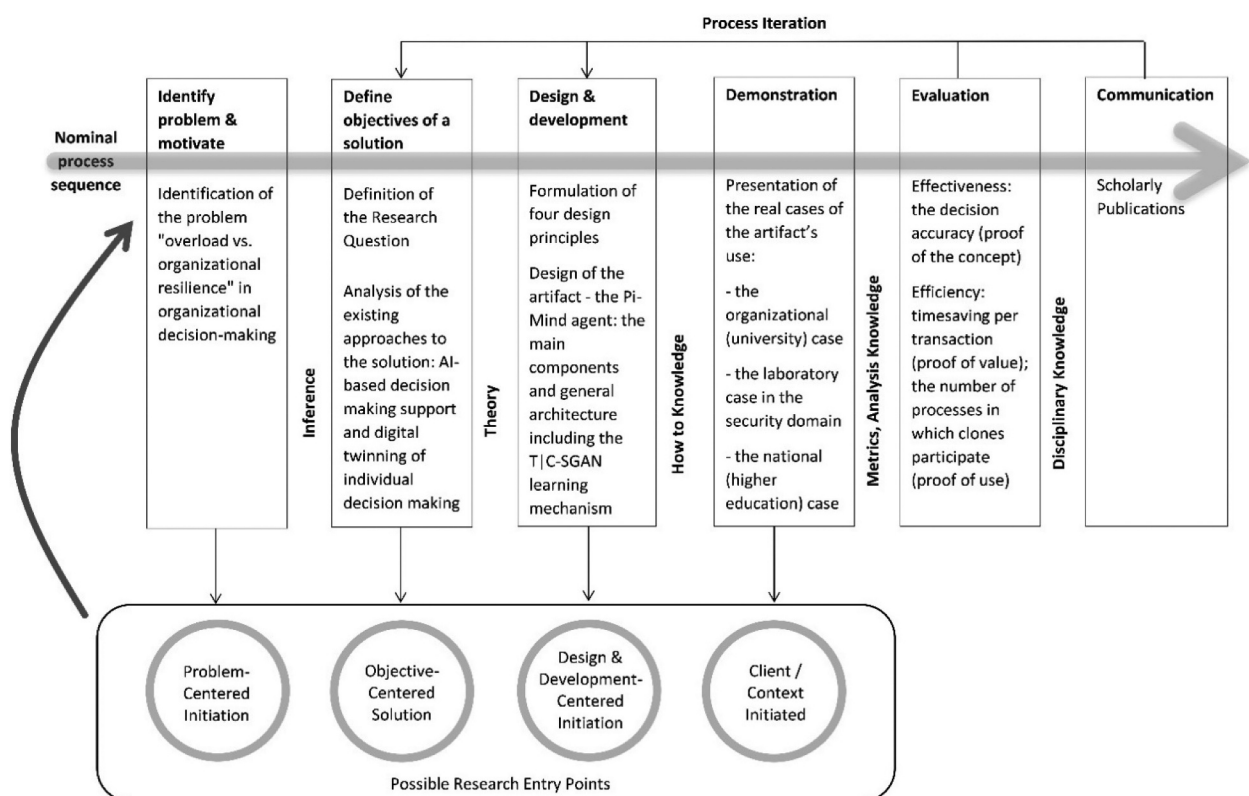 Process Iteration
Nominal
process
sequence
Identify
problem &
motivate
Identification of
the problem
"overload vs.
organizational
resilience" in
organizational
decision-making
Inference
Define
objectives of a
solution
Definition of
the Research
Question
Analysis of the
existing
approaches to
the solution: AI-
based decision
making support
and digital
twinning of
individual
decision making
Theory
Design &
development
Formulation of
four design
principles
Design of the
artifact - the Pi-
Mind agent: the
main
components
and general
architecture
including the
T|C-SGAN
learning
mechanism
How to Knowledge
Demonstration
Presentation of
the real cases of
the artifact's
use:
- the
organizational
(university) case
- the laboratory
case in the
security domain
- the national
(higher
education) case
Metrics, Analysis Knowledge
Evaluation
Effectiveness:
the decision
accuracy (proof
of the concept)
Efficiency:
timesaving per
transaction
(proof of value);
the number of
processes in
which clones
participate
(proof of use)
Disciplinary Knowledge
Communication
Scholarly
Publications
Problem-
Centered
Initiation
Objective-
Centered
Solution
Design &
Development-
Centered
Initiation
Client /
Context
Initiated
Possible Research Entry Points